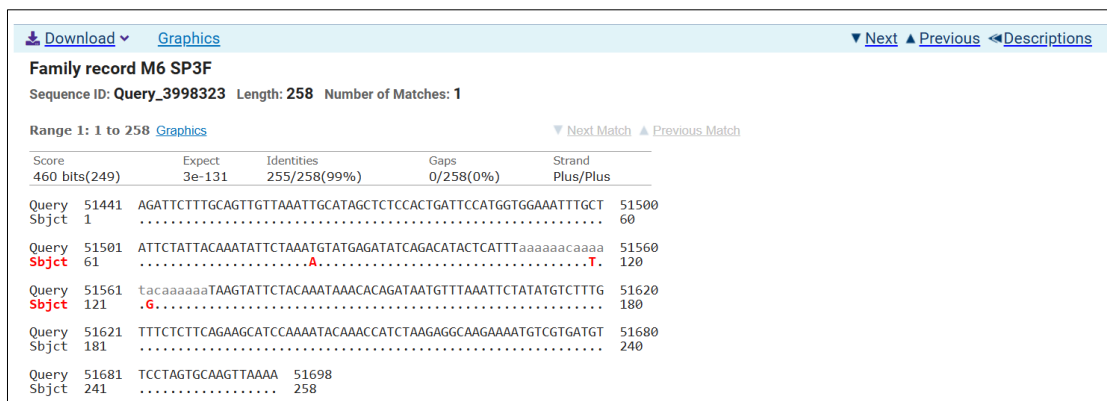 Download Graphics Next Previous Descriptions
Family record M6 SP3F
Sequence ID: Query_3998323 Length: 258 Number of Matches: 1
Range 1: 1 to 258 Graphics Next Match Previous Match
Score Expect Identities Gaps Strand
460 bits(249) 3e-131 255/258(99%) 0/258(0%) Plus/Plus
Query 51441 AGATTCTTTGCAGTTGTTAAATTGCATAGCTCTCCACTGATTCCATGGTGGAAATTTGCT 51500
Sbjct 1 ............................................................ 60
Query 51501 ATTCTATTACAAATATTCTAAATGTATGAGATATCAGACATACTCATTTaaaaaacaaaa 51560
Sbjct 61 ......................A...................................T. 120
Query 51561 tacaaaaaaTAAGTATTCTACAAATAAACACAGATAATGTTTAAATTCTATATGTCTTTG 51620
Sbjct 121 .G.......................................................... 180
Query 51621 TTTCTCTTCAGAAGCATCCAAAATACAAACCATCTAAGAGGCAAGAAAATGTCGTGATGT 51680
Sbjct 181 ............................................................ 240
Query 51681 TCCTAGTGCAAGTTAAAA 51698
Sbjct 241 .................. 258